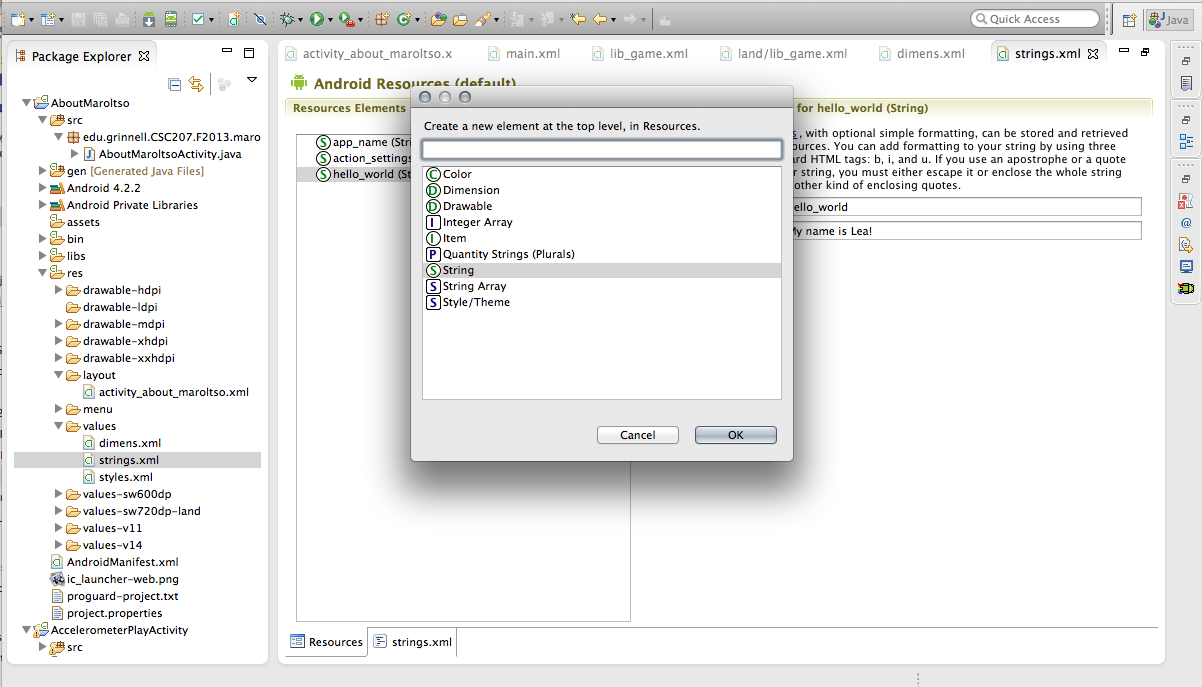 Quick Access
Java
Package Explorer
AboutMaroltso
src
edu.grinnell.CSC207.F2013.maro
AboutMaroltsoActivity.java
gen [Generated Java Files]
Android 4.2.2
Android Private Libraries
assets
bin
libs
res
drawable-hdpi
drawable-ldpi
drawable-mdpi
drawable-xhdpi
drawable-xxhdpi
layout
activity_about_maroltso.xml
menu
values
dimens.xml
strings.xml
styles.xml
values-sw600dp
values-sw720dp-land
values-v11
values-v14
AndroidManifest.xml
ic_launcher-web.png
proguard-project.txt
project.properties
AccelerometerPlayActivity
src
activity_about_maroltso.x
main.xml
lib_game.xml
land/lib_game.xml
dimens.xml
strings.xml
Android Resources (default)
Resources Elements
S app_name (Stri
S action_settings
S hello_world (St
for hello_world (String)
s, with optional simple formatting, can be stored and retrieved
ources. You can add formatting to your string by using three
ard HTML tags: b, i, and u. If you use an apostrophe or a quote
r string, you must either escape it or enclose the whole string
other kind of enclosing quotes.
ello_world
My name is Lea!
Create a new element at the top level, in Resources.
C Color
D Dimension
D Drawable
I Integer Array
I Item
P Quantity Strings (Plurals)
S String
S String Array
S Style/Theme
Cancel
OK
Resources
strings.xml